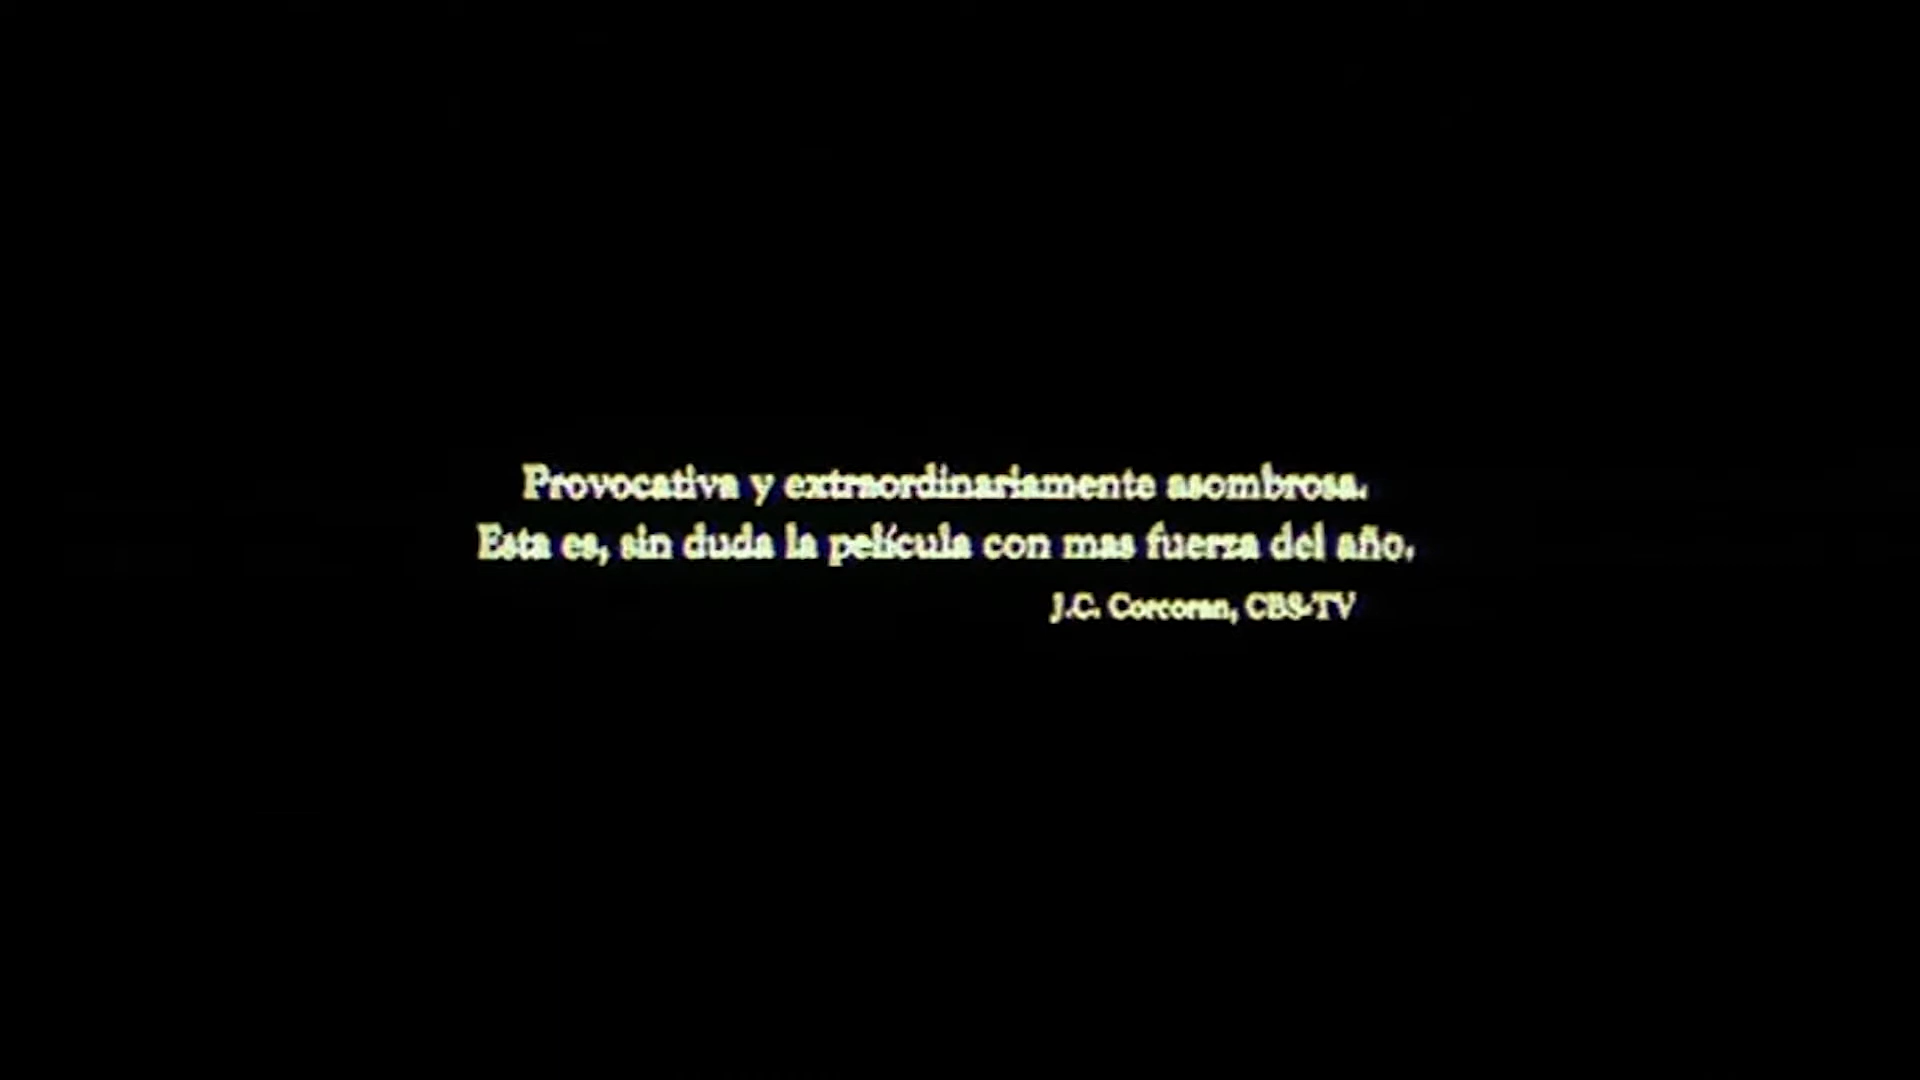 Provocativa y extraordinariamente asombrosa.
Esta es, sin duda la película con mas fuerza del año.
J.C. Corcoran, CBS-TV